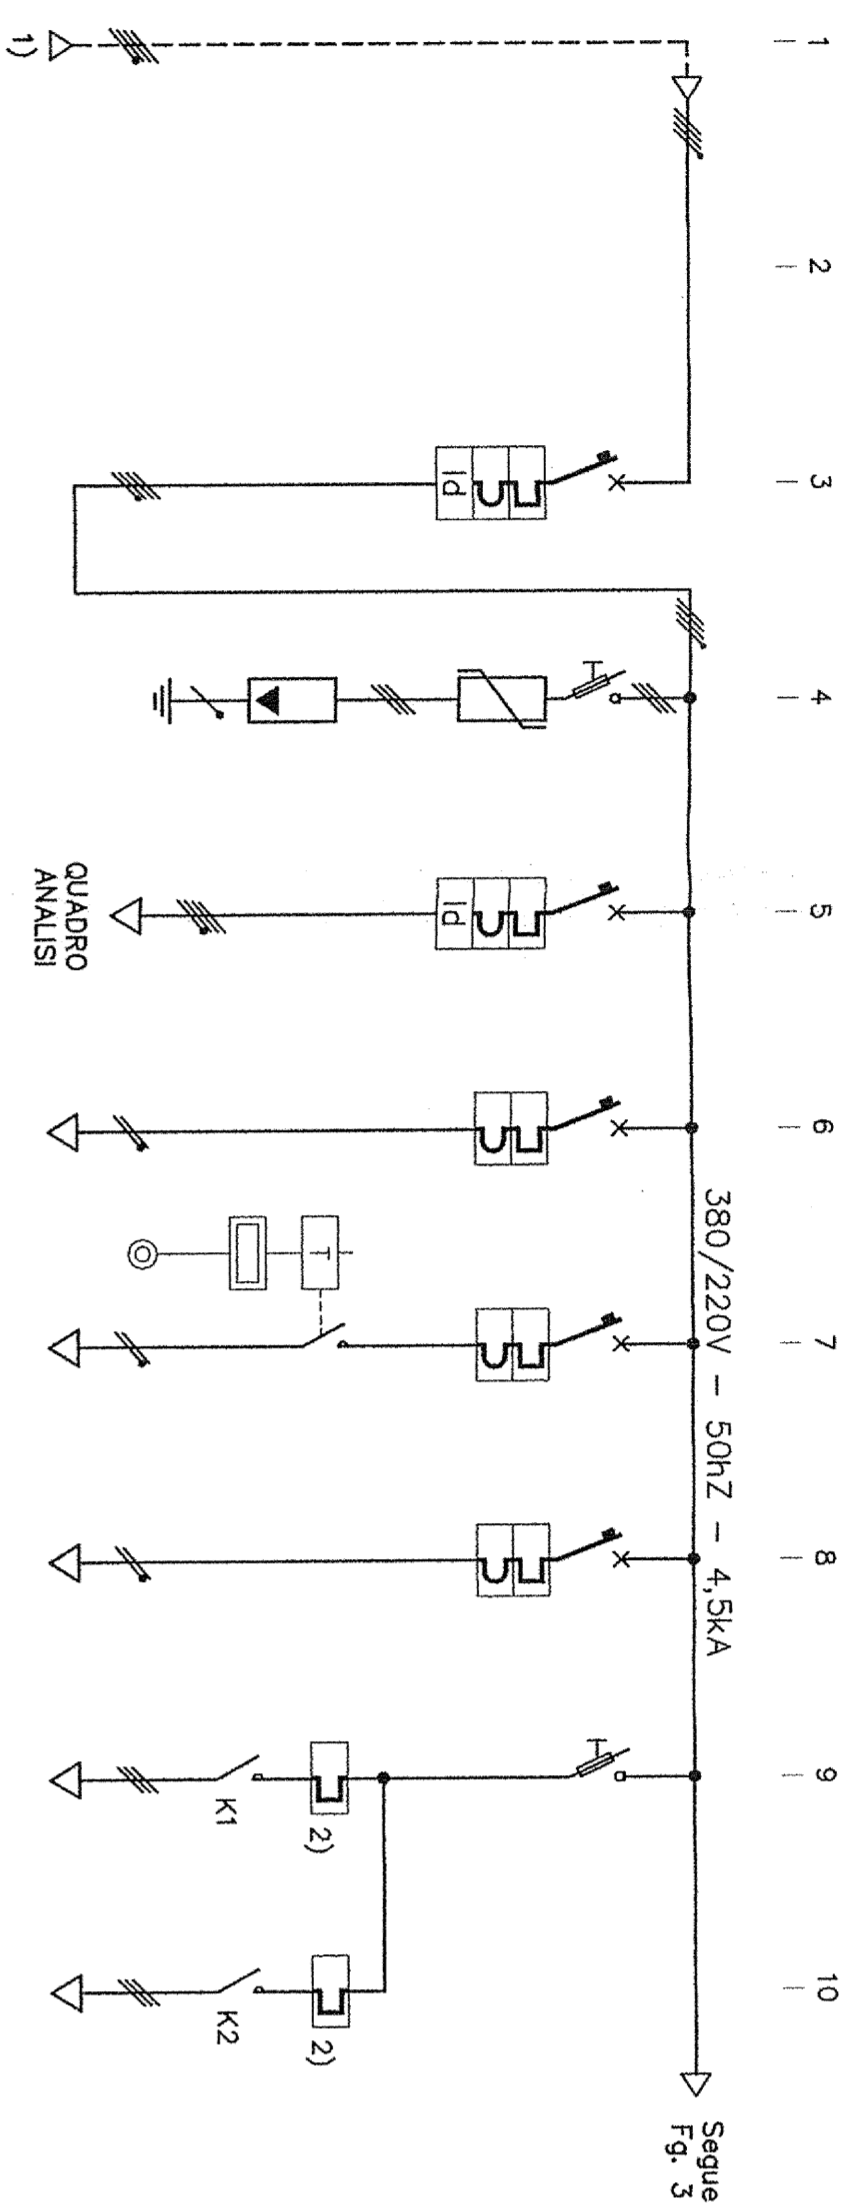 1
2
3
4
5
6
7
8
9
10
380/220V - 50hZ - 4,5kA
Segue
Fg. 3
Id
Id
T
K1
2)
K2
2)
QUADRO
ANALISI
1)